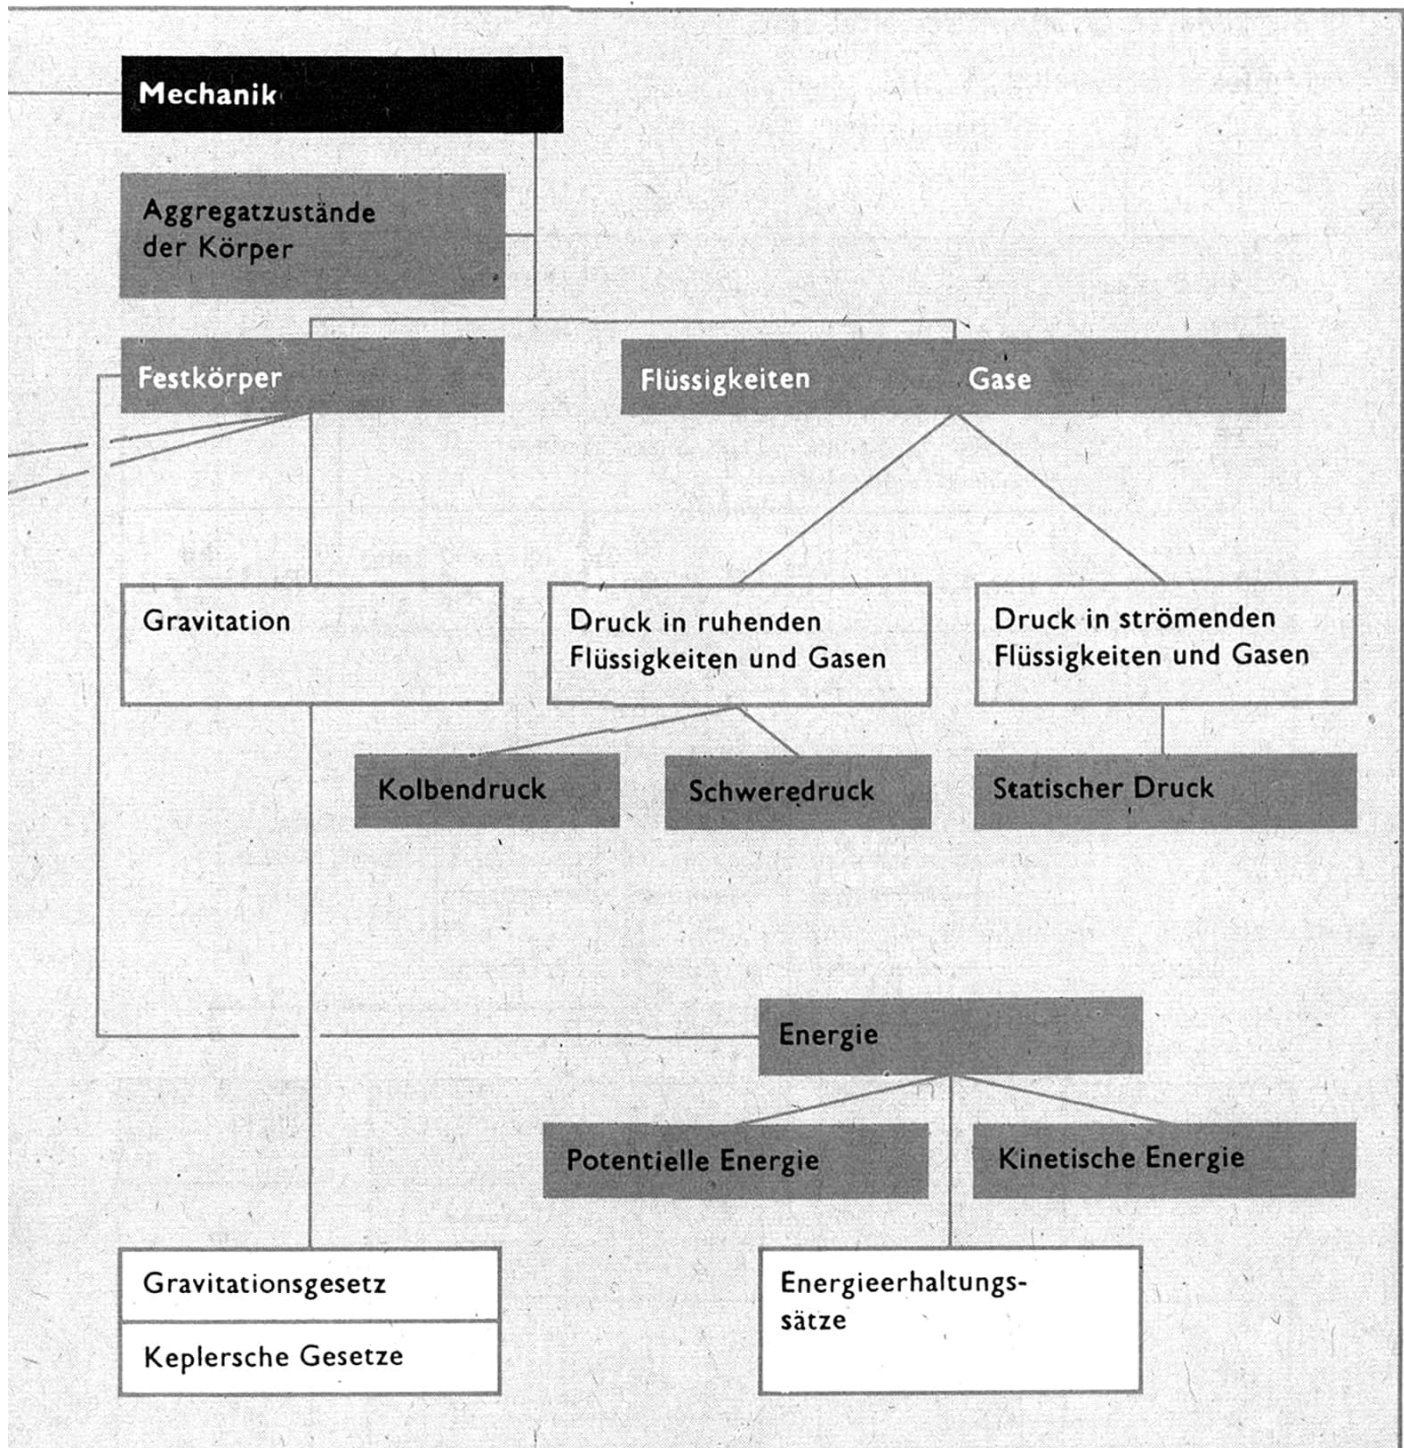 Mechanik
Aggregatzustände
der Körper
Festkörper
Flüssigkeiten Gase
Gravitation
Druck in ruhenden
Flüssigkeiten und Gasen
Druck in strömenden
Flüssigkeiten und Gasen
Kolbendruck
Schweredruck
Statischer Druck
Energie
Potentielle Energie
Kinetische Energie
Gravitationsgesetz
Keplersche Gesetze
Energieerhaltungs-
sätze